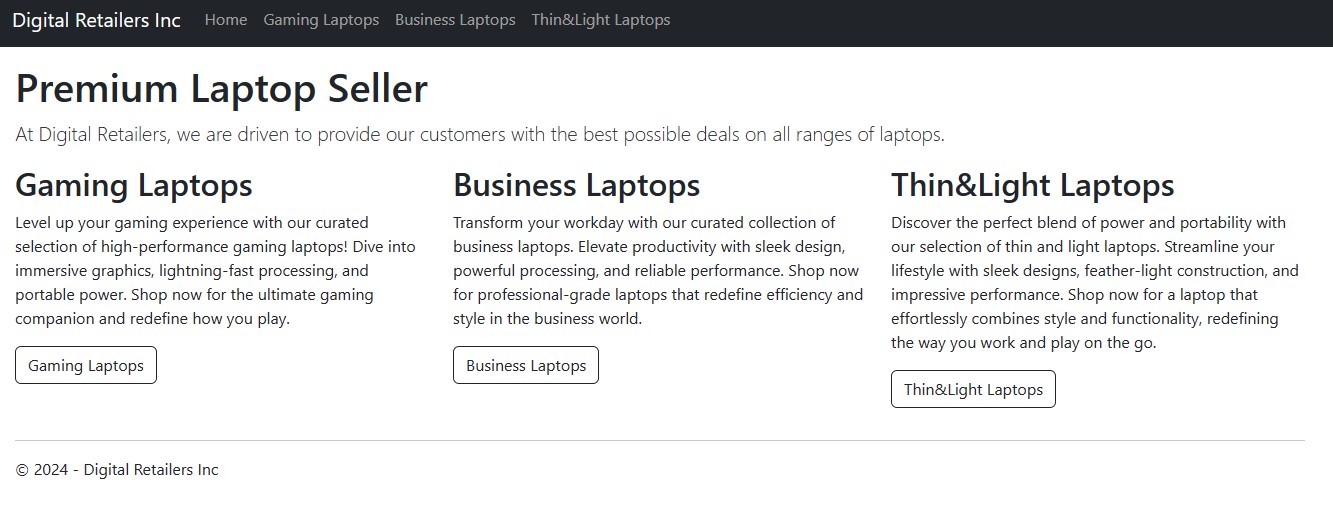 Digital Retailers Inc Home Gaming Laptops Business Laptops Thin&Light Laptops
Premium Laptop Seller
At Digital Retailers, we are driven to provide our customers with the best possible deals on all ranges of laptops.
Gaming Laptops
Level up your gaming experience with our curated
selection of high-performance gaming laptops! Dive into
immersive graphics, lightning-fast processing, and
portable power. Shop now for the ultimate gaming
companion and redefine how you play.
Gaming Laptops
Business Laptops
Transform your workday with our curated collection of
business laptops. Elevate productivity with sleek design,
powerful processing, and reliable performance. Shop now
for professional-grade laptops that redefine efficiency and
style in the business world.
Business Laptops
Thin&Light Laptops
Discover the perfect blend of power and portability with
our selection of thin and light laptops. Streamline your
lifestyle with sleek designs, feather-light construction, and
impressive performance. Shop now for a laptop that
effortlessly combines style and functionality, redefining
the way you work and play on the go.
Thin&Light Laptops
© 2024 - Digital Retailers Inc